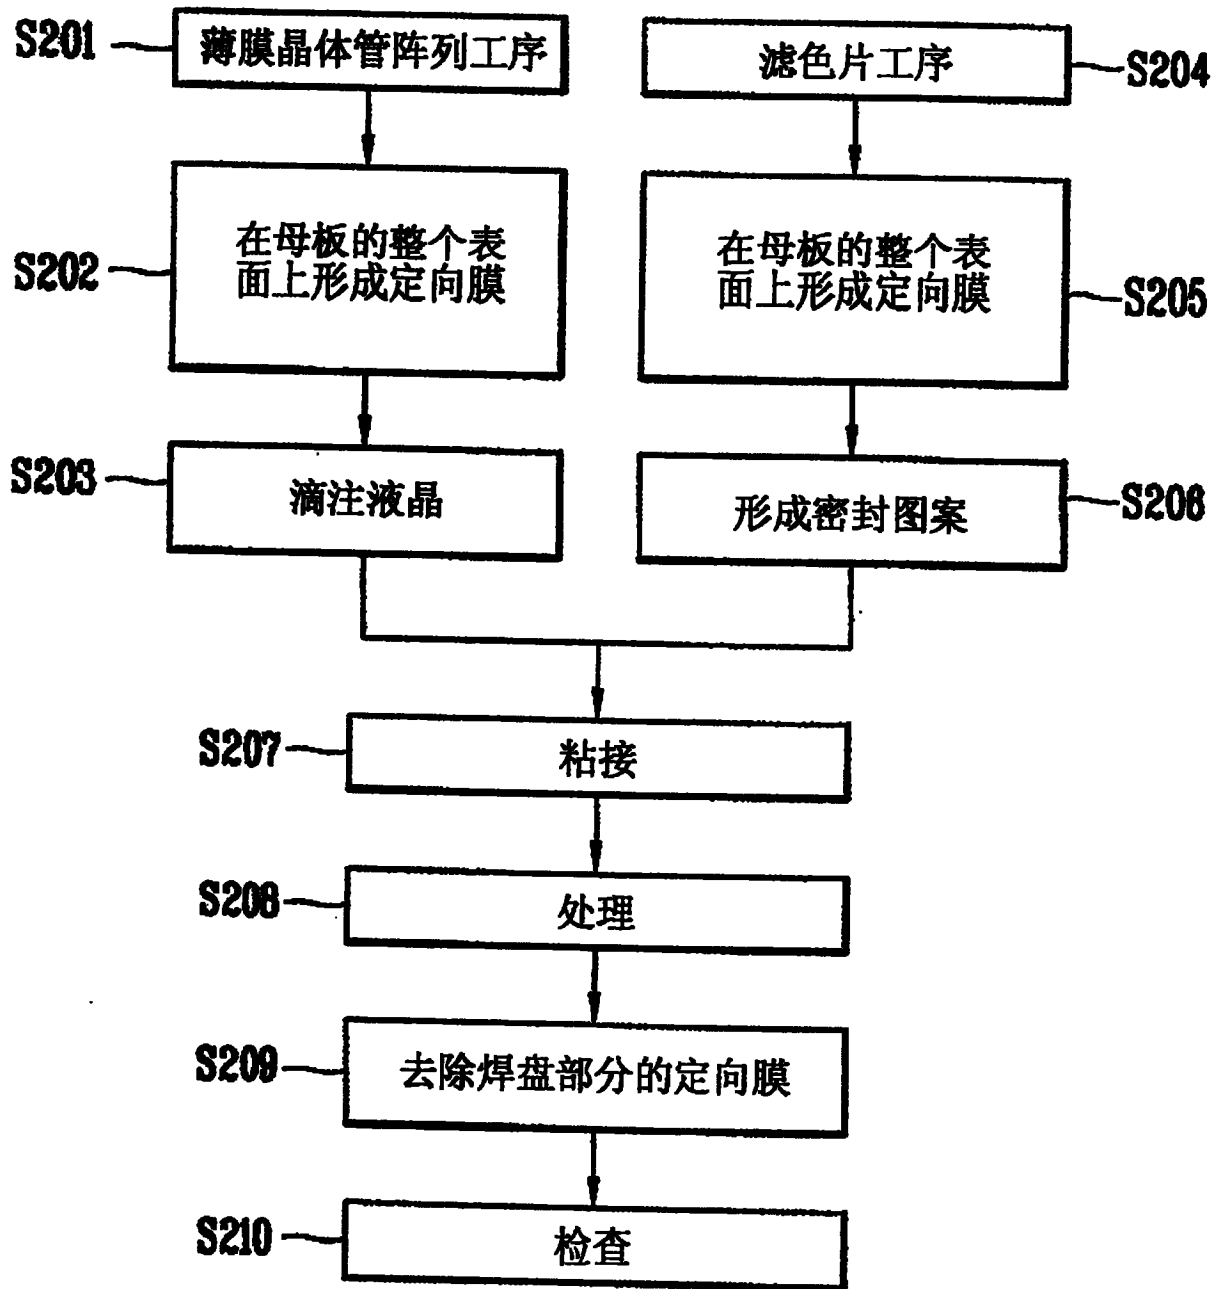 S201
薄膜晶体管阵列工序
滤色片工序
S204
S202
在母板的整个表
面上形成定向膜
在母板的整个表
面上形成定向膜
S205
S203
滴注液晶
形成密封图案
S206
S207
粘接
S208
处理
S209
去除焊盘部分的定向膜
S210
检查